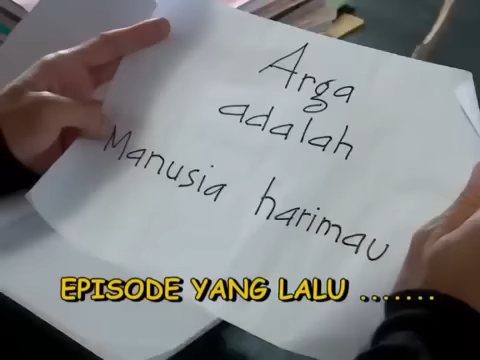 Arga
adalah
Manusia harimau
EPISODE YANG LALU .......